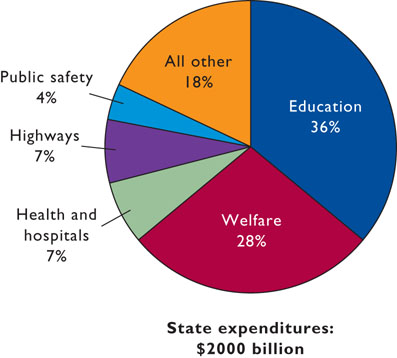 All other
18%
Public safety
4%
Education
36%
Highways
7%
Health and
hospitals
7%
Welfare
28%
State expenditures:
$2000 billion